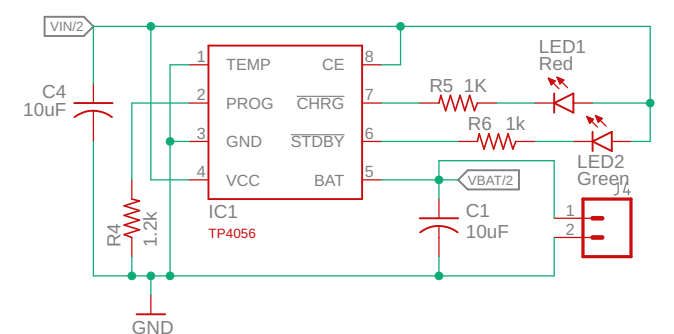 VIN/2
C4
10uF
R4
1.2k
1
TEMP
2
PROG
3
GND
4
VCC
CE
8
CHRG
7
STDBY
6
BAT
5
IC1
TP4056
R5 1K
R6 1k
LED1
Red
LED2
Green
VBAT/2
C1
10uF
J4
1
2
GND